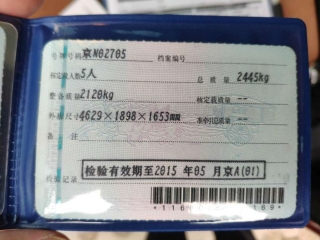 号牌号码 京N02705 档案编号
核定载人数 5人 总质量 2445kg
整备质量 2120kg 核定载质量 --
外廓尺寸 4629×1898×1653mm 准牵引总质量 --
备注
检验有效期至2015年05月京A(01)
检验记录